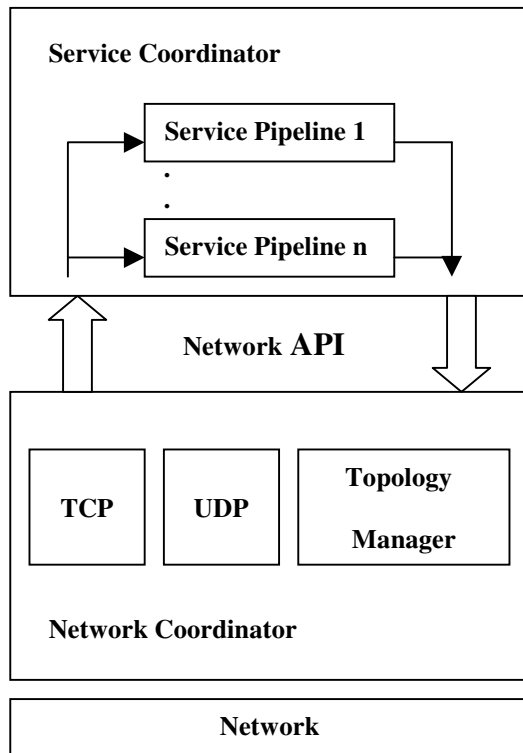 Service Coordinator
Service Pipeline 1
.
.
Service Pipeline n
Network API
TCP
UDP
Topology
Manager
Network Coordinator
Network